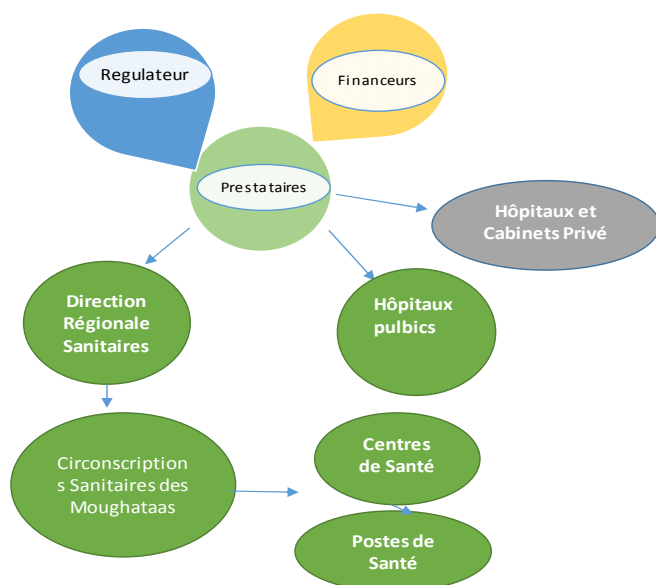 Regulateur
Financeurs
Prestataires
Hôpitaux et
Cabinets Privé
Direction
Régionale
Sanitaires
Hôpitaux
pulbics
Circonscription
s Sanitaires des
Moughataas
Centres
de Santé
Postes de
Santé